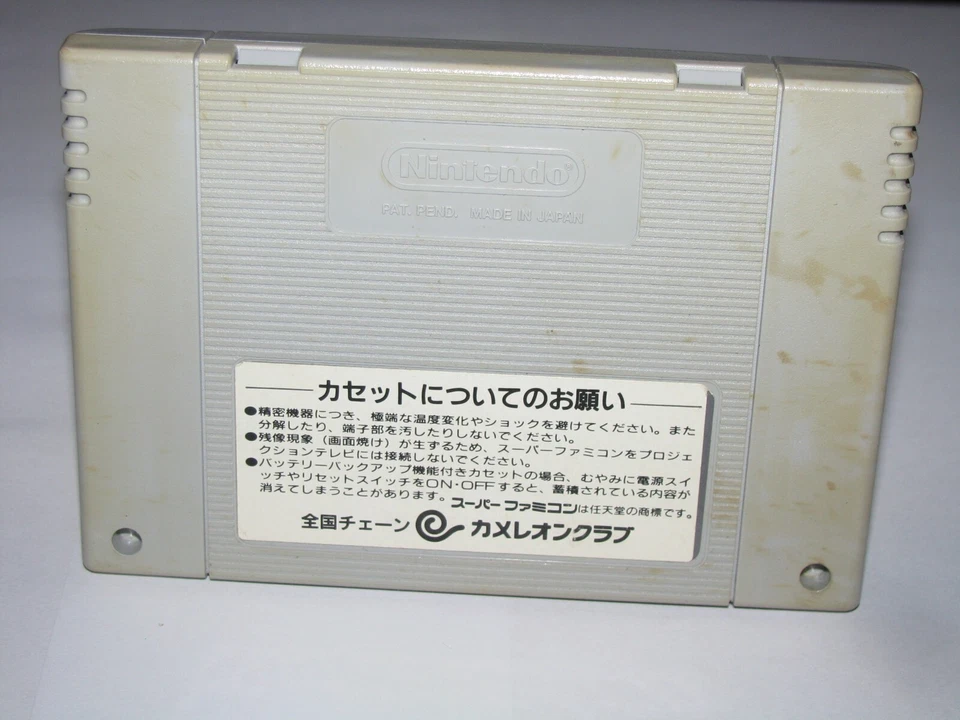 Nintendo
PAT. PEND. MADE IN JAPAN
カセットについてのお願い
●精密機器につき、極端な温度変化やショックを避けてください。また
分解したり、端子部を汚したりしないでください。
●残像現象（画面焼け）が生ずるため、スーパーファミコンをプロジェ
クションテレビには接続しないでください。
●バッテリーバックアップ機能付きカセットの場合、むやみに電源スイ
ッチやリセットスイッチをON・OFFすると、蓄積されている内容が
消えてしまうことがあります。スーパーファミコンは任天堂の商標です。
全国チェーン カメレオンクラブ